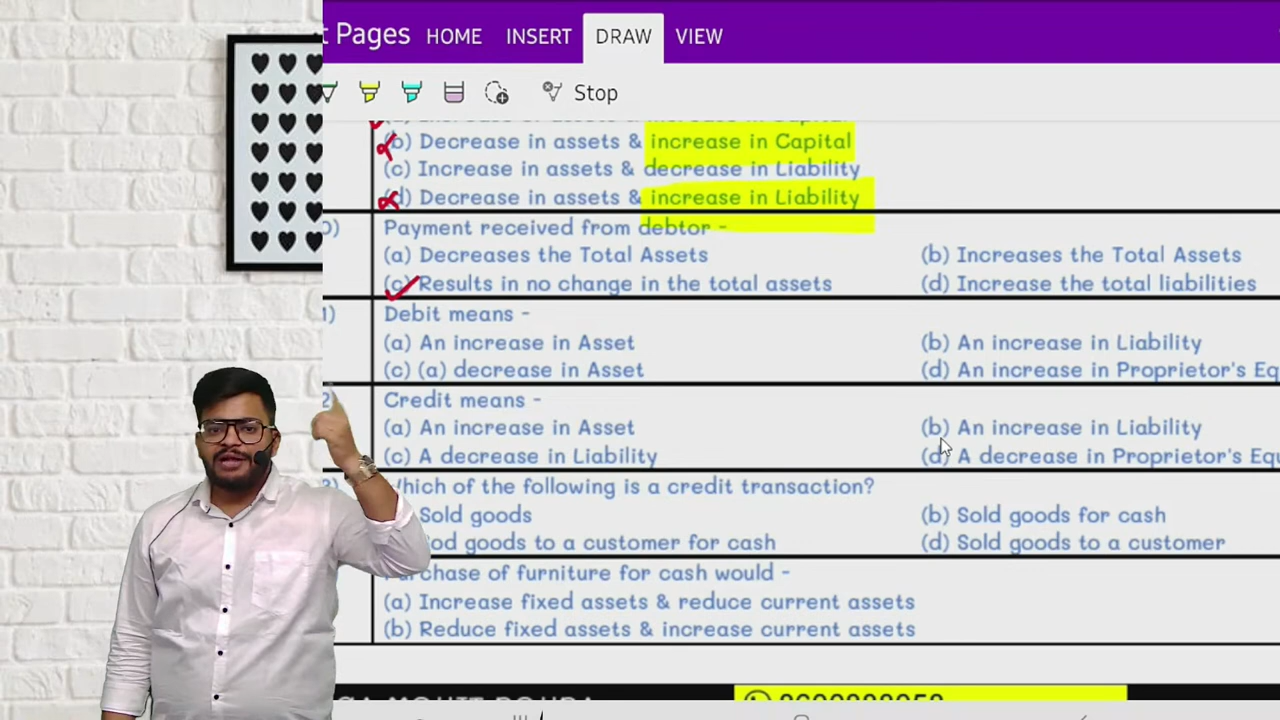 t Pages HOME INSERT DRAW VIEW
Stop
(b) Decrease in assets & increase in Capital
(c) Increase in assets & decrease in Liability
(d) Decrease in assets & increase in Liability
0) Payment received from debtor -
(a) Decreases the Total Assets (b) Increases the Total Assets
(c) Results in no change in the total assets (d) Increase the total liabilities
1) Debit means -
(a) An increase in Asset (b) An increase in Liability
(c) (a) decrease in Asset (d) An increase in Proprietor's Eq
2) Credit means -
(a) An increase in Asset (b) An increase in Liability
(c) A decrease in Liability (d) A decrease in Proprietor's Equ
3) Which of the following is a credit transaction?
Sold goods (b) Sold goods for cash
od goods to a customer for cash (d) Sold goods to a customer
Purchase of furniture for cash would -
(a) Increase fixed assets & reduce current assets
(b) Reduce fixed assets & increase current assets